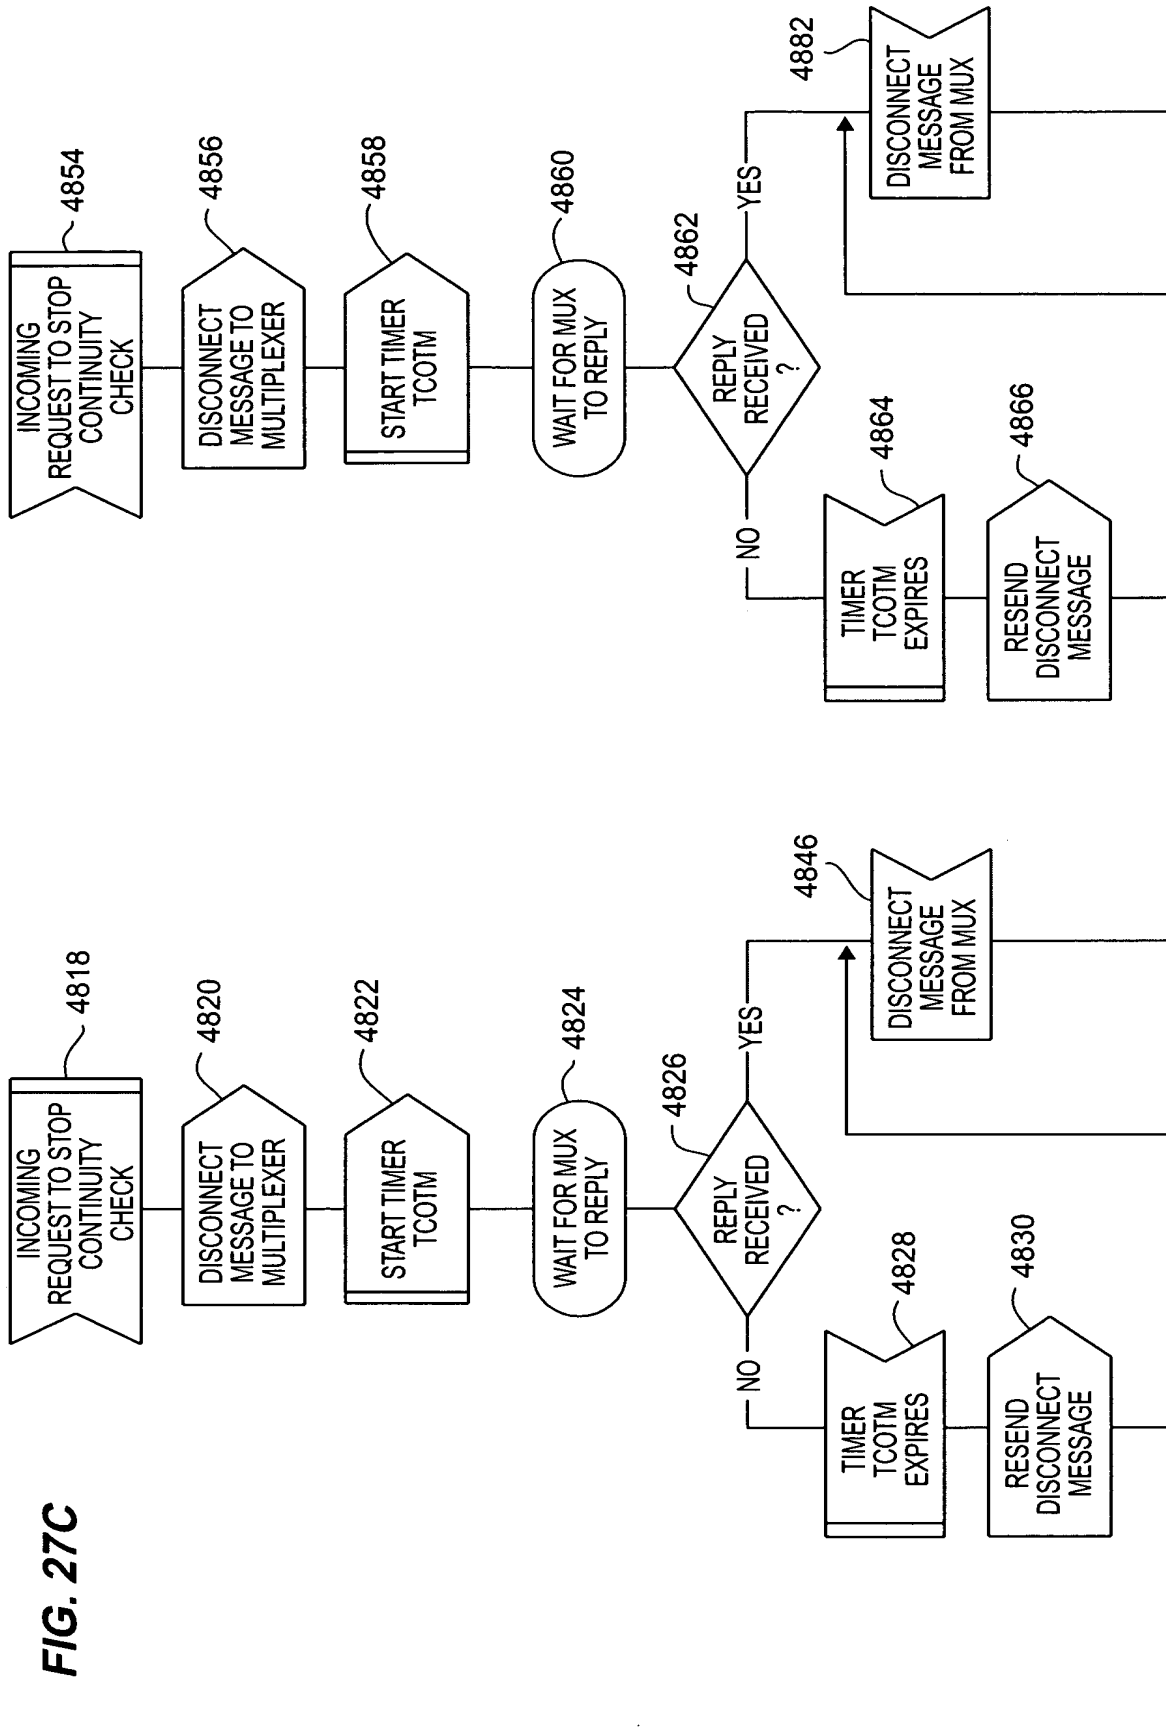 FIG. 27C
INCOMING
REQUEST TO STOP
CONTINUITY
CHECK
4818
DISCONNECT
MESSAGE TO
MULTIPLEXER
4820
START TIMER
TCOTM
4822
WAIT FOR MUX
TO REPLY
4824
REPLY
RECEIVED
?
4826
NO
YES
TIMER
TCOTM
EXPIRES
4828
RESEND
DISCONNECT
MESSAGE
4830
DISCONNECT
MESSAGE
FROM MUX
4846
INCOMING
REQUEST TO STOP
CONTINUITY
CHECK
4854
DISCONNECT
MESSAGE TO
MULTIPLEXER
4856
START TIMER
TCOTM
4858
WAIT FOR MUX
TO REPLY
4860
REPLY
RECEIVED
?
4862
NO
YES
TIMER
TCOTM
EXPIRES
4864
RESEND
DISCONNECT
MESSAGE
4866
DISCONNECT
MESSAGE
FROM MUX
4882